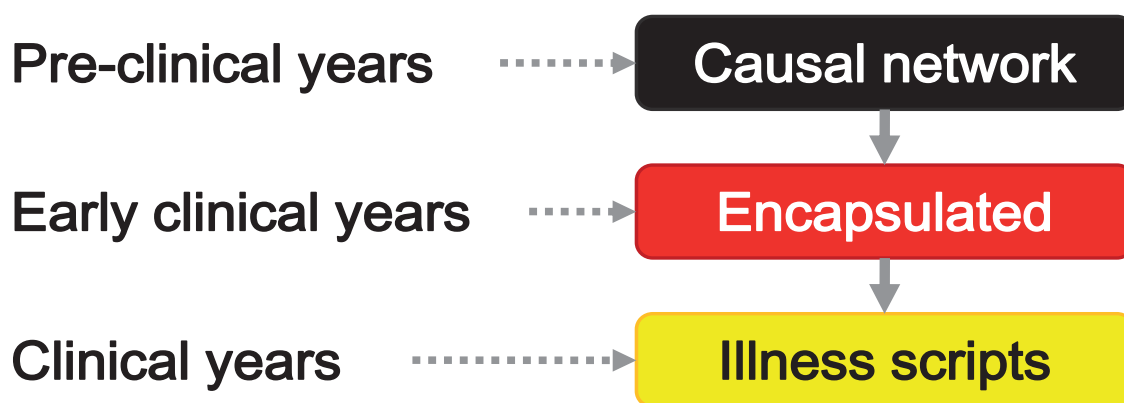 Pre-clinical years
Causal network
Early clinical years
Encapsulated
Clinical years
Illness scripts